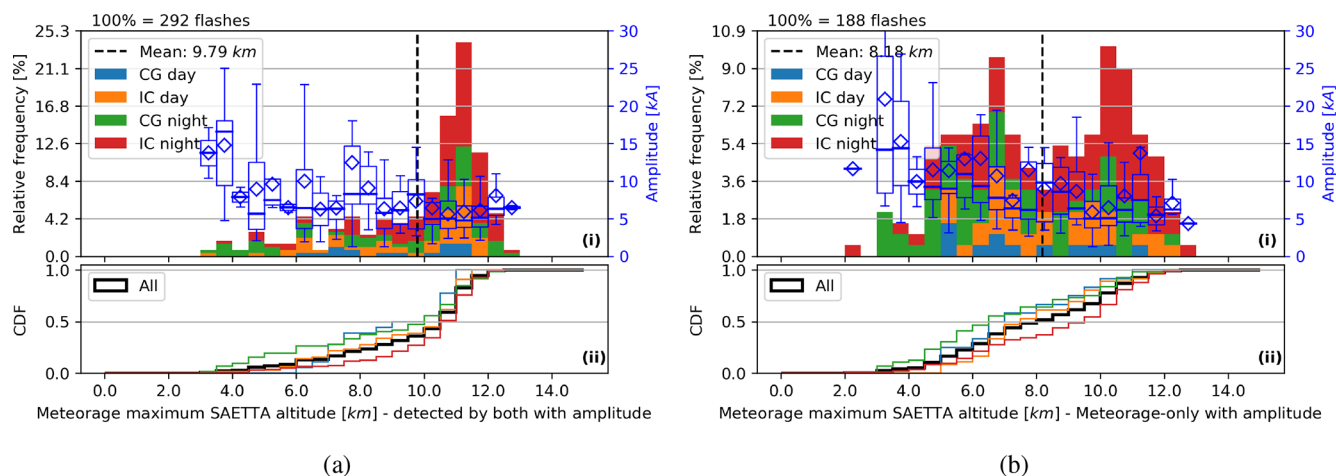 100% = 292 flashes
25.3
21.1
16.8
12.6
8.4
4.2
0.0
Relative frequency [%]
Mean: 9.79 km
CG day
IC day
CG night
IC night
30
25
20
15
10
5
0
Amplitude [kA]
(i)
1.0
0.5
0.0
CDF
All
(ii)
0.0 2.0 4.0 6.0 8.0 10.0 12.0 14.0
Meteorage maximum SAETTA altitude [km] - detected by both with amplitude
(a)
100% = 188 flashes
10.9
9.0
7.2
5.4
3.6
1.8
0.0
Relative frequency [%]
Mean: 8.18 km
CG day
IC day
CG night
IC night
30
25
20
15
10
5
0
Amplitude [kA]
(i)
1.0
0.5
0.0
CDF
All
(ii)
0.0 2.0 4.0 6.0 8.0 10.0 12.0 14.0
Meteorage maximum SAETTA altitude [km] - Meteorage-only with amplitude
(b)